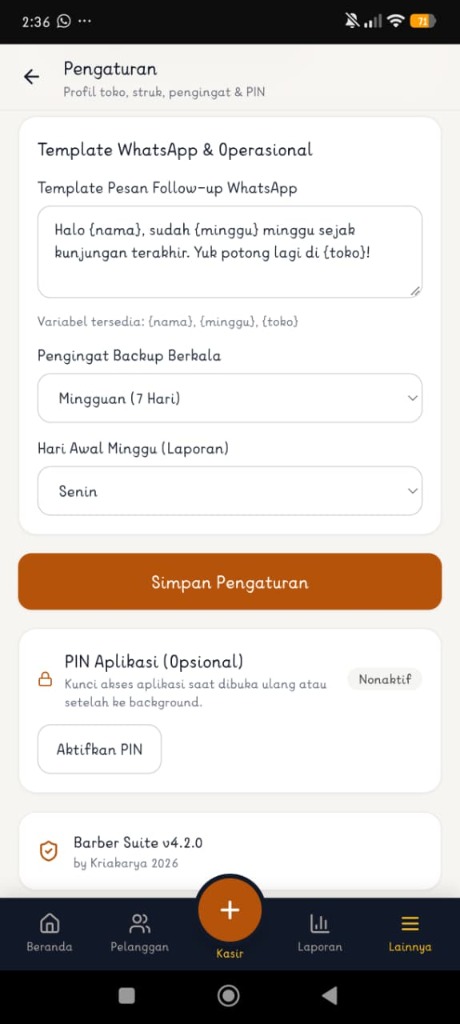 2:36
71
Pengaturan
Profil toko, struk, pengingat & PIN
Template WhatsApp & Operasional
Template Pesan Follow-up WhatsApp
Halo {nama}, sudah {minggu} minggu sejak
kunjungan terakhir. Yuk potong lagi di {toko}!
Variabel tersedia: {nama}, {minggu}, {toko}
Pengingat Backup Berkala
Mingguan (7 Hari)
Hari Awal Minggu (Laporan)
Senin
Simpan Pengaturan
PIN Aplikasi (Opsional)
Kunci akses aplikasi saat dibuka ulang atau
setelah ke background.
Nonaktif
Aktifkan PIN
Barber Suite v4.2.0
by Kriakarya 2026
Beranda
Pelanggan
Kasir
Laporan
Lainnya